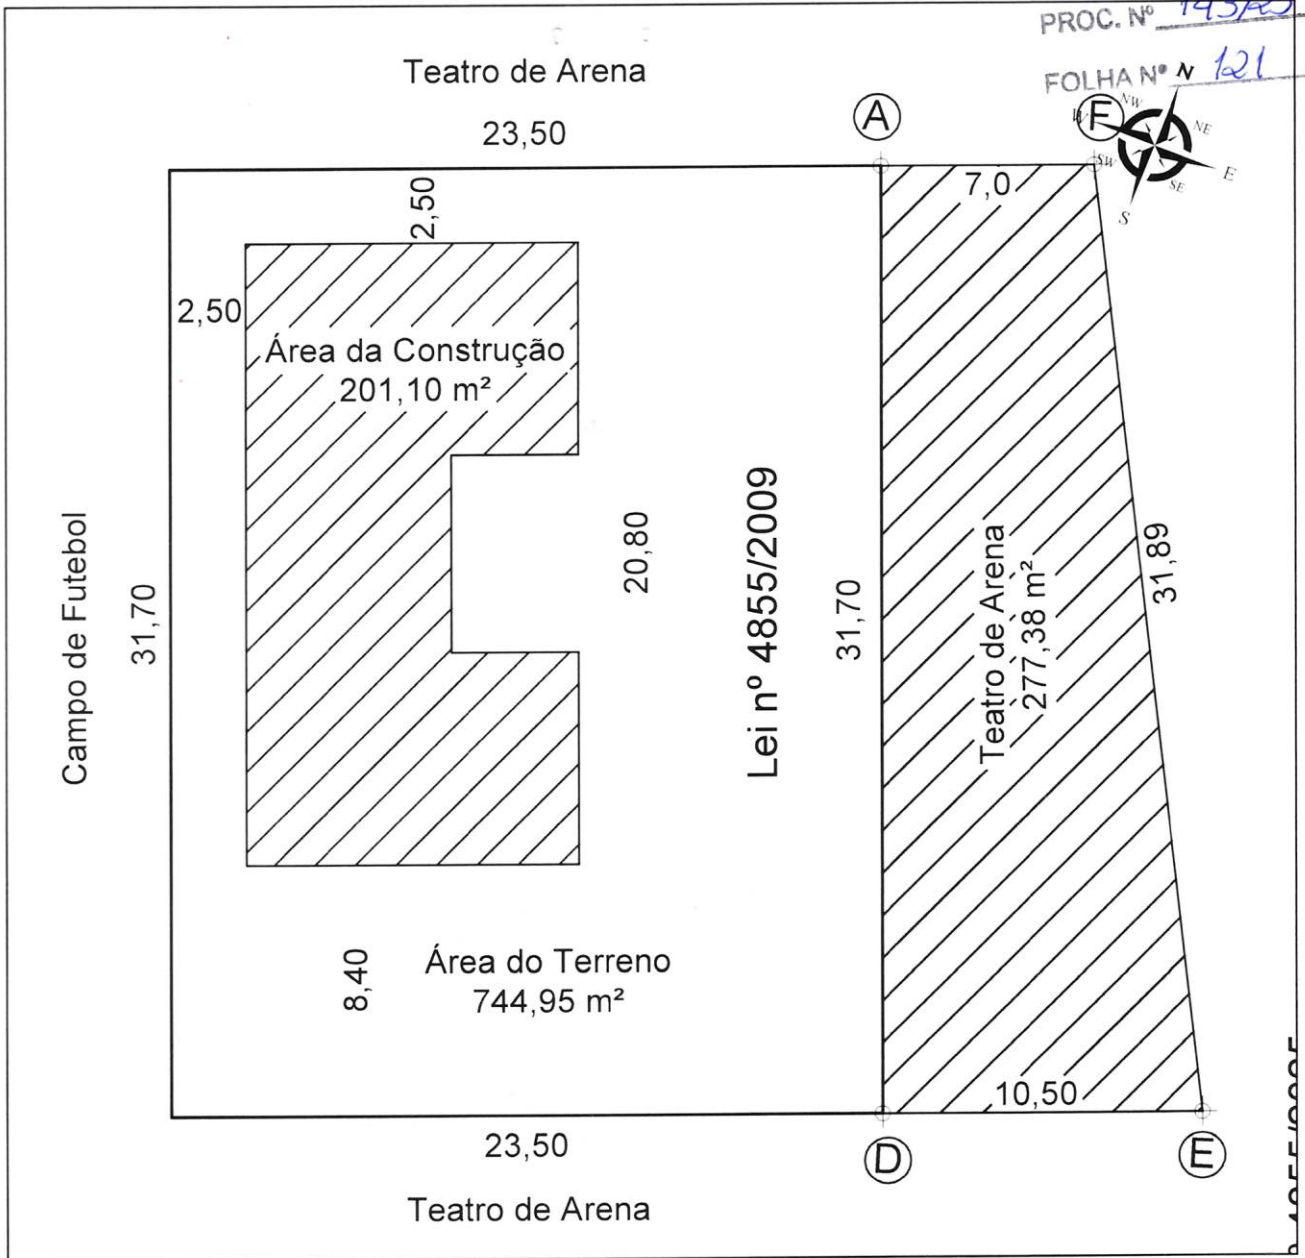 PROC. Nº
FOLHA Nº 121
Teatro de Arena
23,50
A
F
N
NW
NE
W
E
SW
SE
S
7,0
2,50
2,50
Área da Construção
201,10 m²
20,80
Campo de Futebol
31,70
Lei nº 4855/2009
31,70
Teatro de Arena
277,38 m²
31,89
8,40
Área do Terreno
744,95 m²
10,50
23,50
D
E
Teatro de Arena